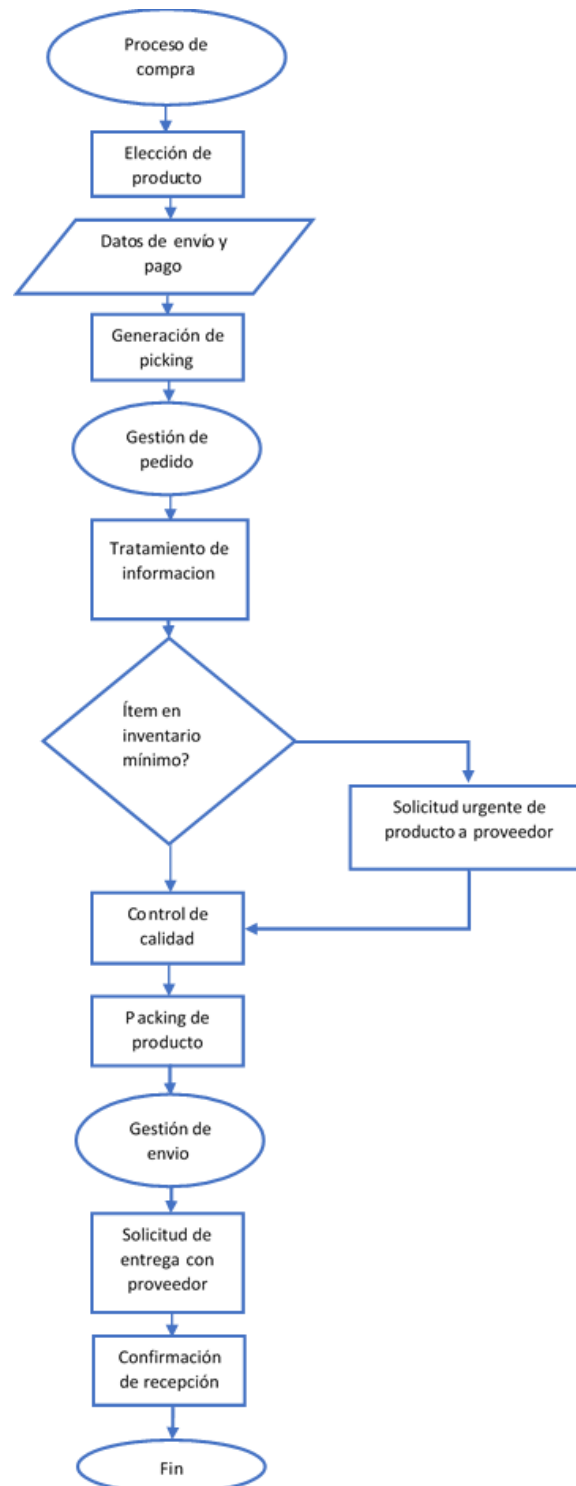 Proceso de
compra
Elección de
producto
Datos de envío y
pago
Generación de
picking
Gestión de
pedido
Tratamiento de
informacion
Ítem en
inventario
mínimo?
Solicitud urgente de
producto a proveedor
Control de
calidad
Packing de
producto
Gestión de
envio
Solicitud de
entrega con
proveedor
Confirmación
de recepción
Fin